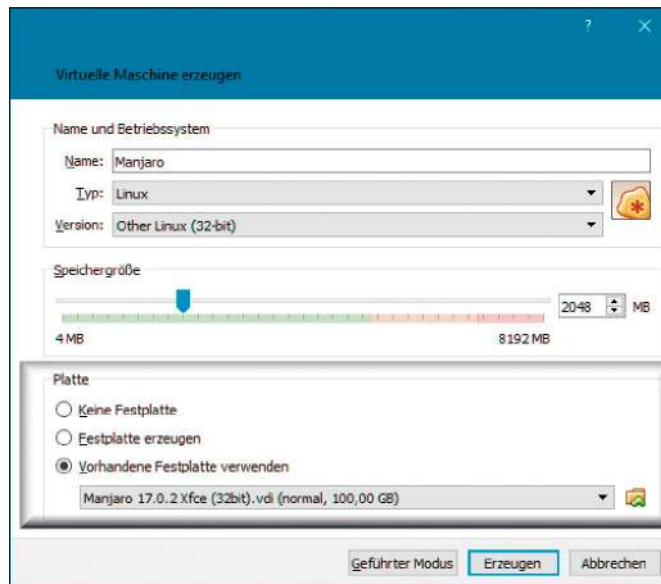 ?
Virtuelle Maschine erzeugen
Name und Betriebssystem
Name: Manjaro
Typ: Linux
Version: Other Linux (32-bit)
Speichergröße
2048 MB
4 MB 8192 MB
Platte
Keine Festplatte
Festplatte erzeugen
Vorhandene Festplatte verwenden
Manjaro 17.0.2 Xfce (32bit).vdi (normal, 100,00 GB)
Geführter Modus Erzeugen Abbrechen